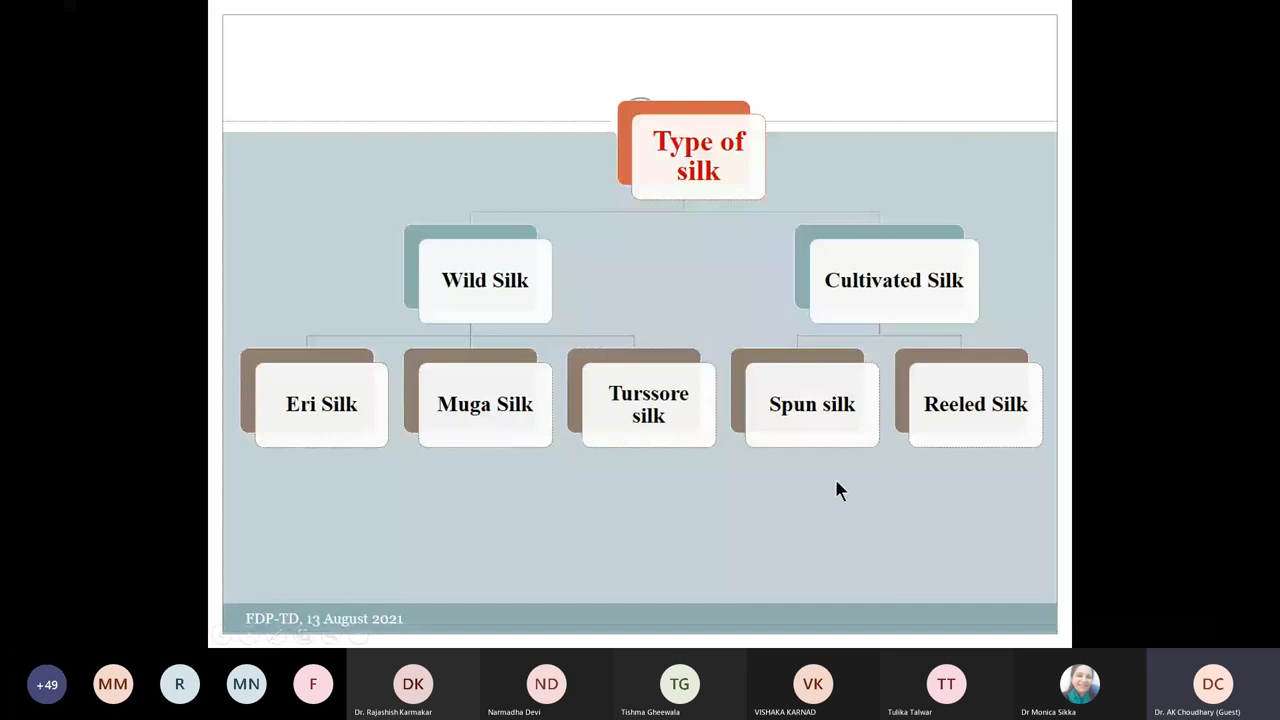 Type of
silk
Wild Silk
Cultivated Silk
Eri Silk
Muga Silk
Turssore
silk
Spun silk
Reeled Silk
FDP-TD, 13 August 2021
+49
MM
R
MN
F
DK
ND
TG
VK
TT
DC
Dr. Rajashish Karmakar
Narmadha Devi
Tishma Gheewala
VISHAKA KARNAD
Tulika Talwar
Dr Monica Sikka
Dr. AK Choudhary (Guest)